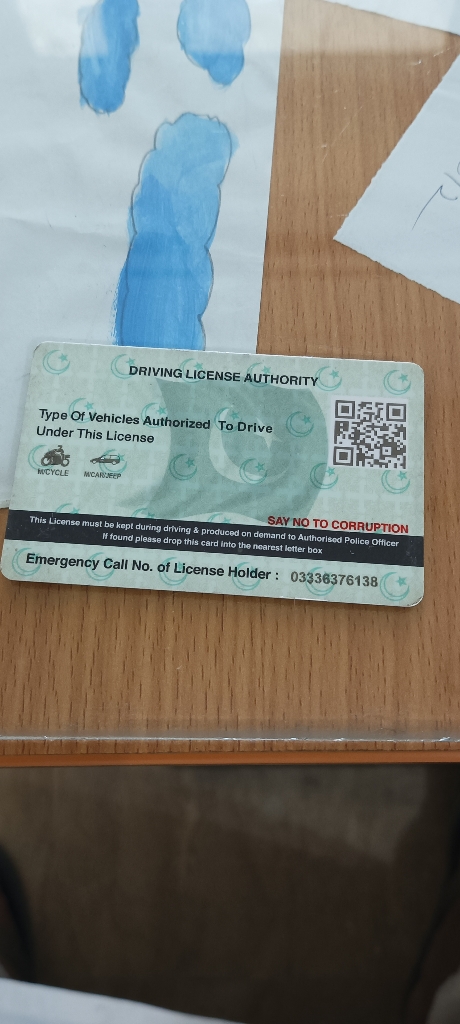 DRIVING LICENSE AUTHORITY
Type Of Vehicles Authorized To Drive
Under This License
M/CYCLE M/CAR/JEEP
SAY NO TO CORRUPTION
This License must be kept during driving & produced on demand to Authorised Police Officer
If found please drop this card into the nearest letter box
Emergency Call No. of License Holder : 03336376138